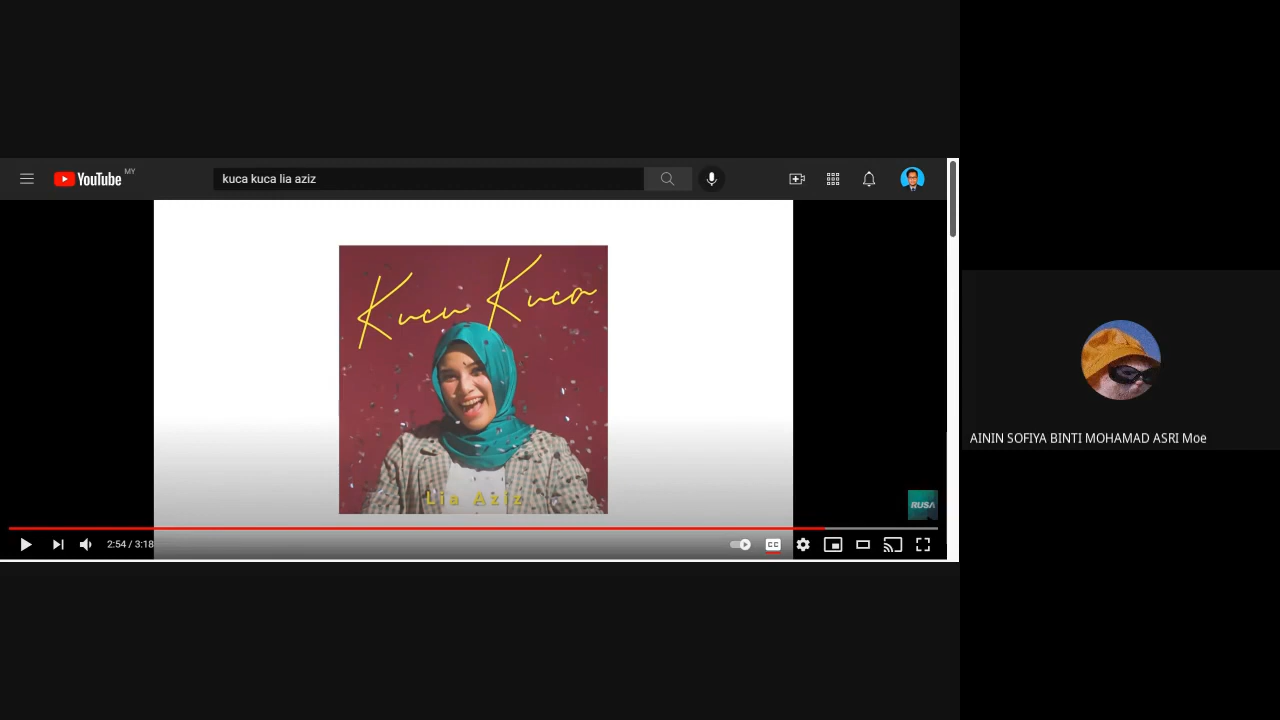 YouTube MY
kuca kuca lia aziz
Kuca Kuca
Lia Aziz
RUSA
2:54 / 3:18
CC
AININ SOFIYA BINTI MOHAMAD ASRI Moe